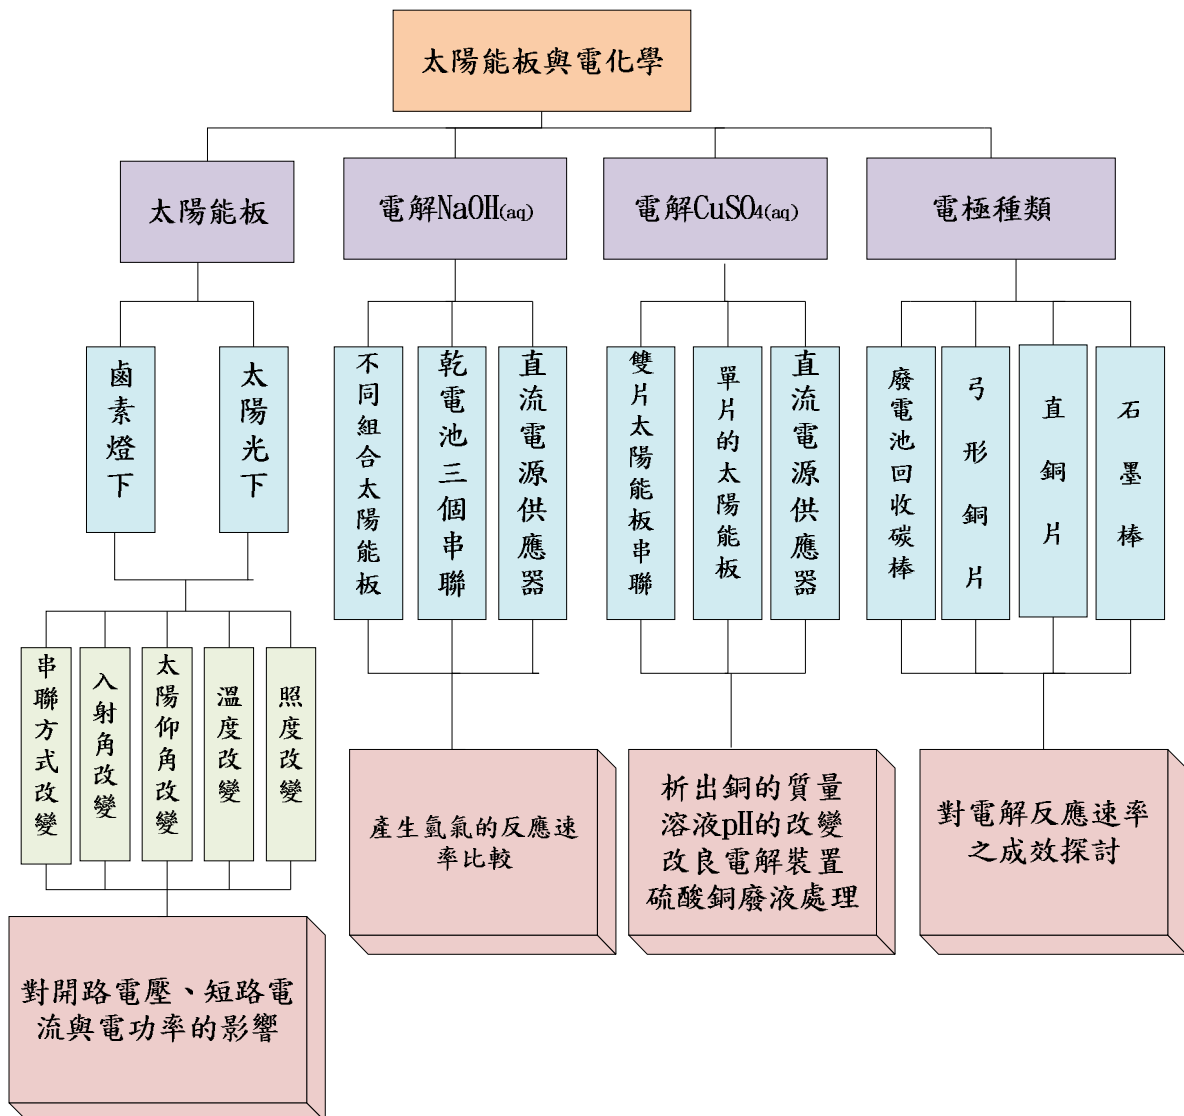 太陽能板與電化學
太陽能板
電解NaOH(aq)
電解CuSO4(aq)
電極種類
鹵素燈下
太陽光下
不同組合太陽能板
乾電池三個串聯
直流電源供應器
雙片太陽能板串聯
單片的太陽能板
直流電源供應器
廢電池回收碳棒
弓形銅片
直銅片
石墨棒
串聯方式改變
入射角改變
太陽仰角改變
溫度改變
照度改變
產生氫氣的反應速
率比較
析出銅的質量
溶液pH的改變
改良電解裝置
硫酸銅廢液處理
對電解反應速率
之成效探討
對開路電壓、短路電
流與電功率的影響